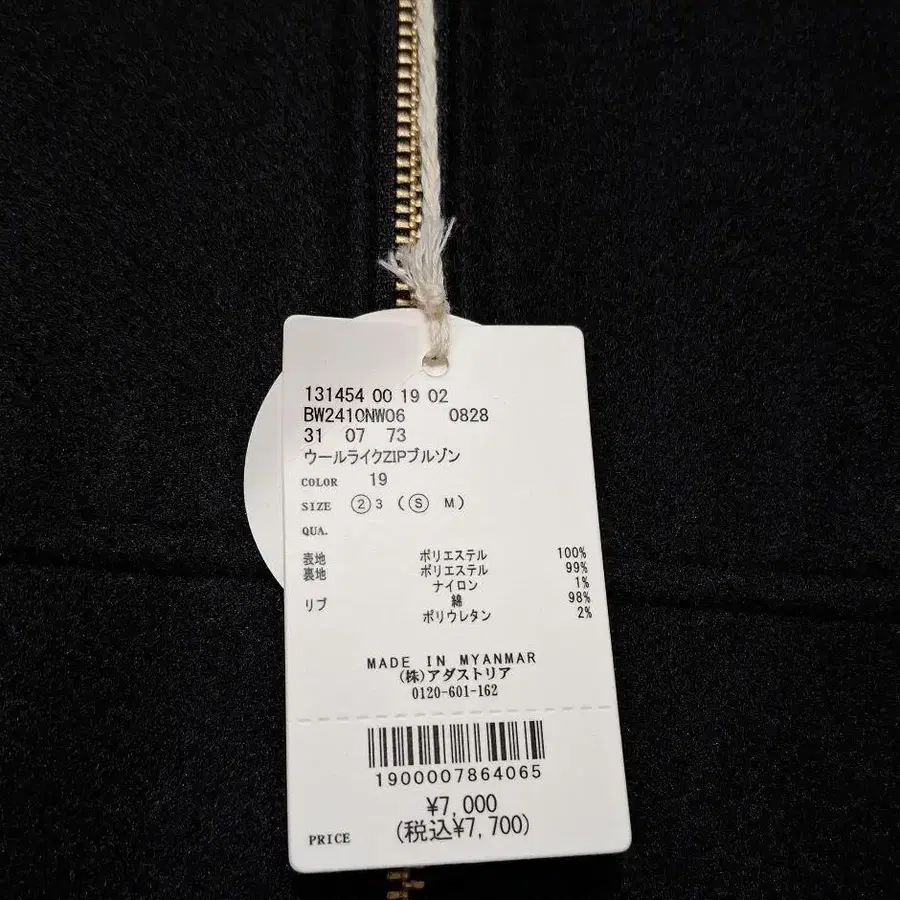 131454 00 19 02
BW2410NW06 0828
31 07 73
ウールライクZIPブルゾン
COLOR 19
SIZE ② 3 (Ⓢ M)
QUA.
表地 ポリエステル 100%
裏地 ポリエステル 99%
ナイロン 1%
リブ 綿 98%
ポリウレタン 2%
MADE IN MYANMAR
(株)アダストリア
0120-601-162
1900007864065
¥7,000
PRICE (税込¥7,700)